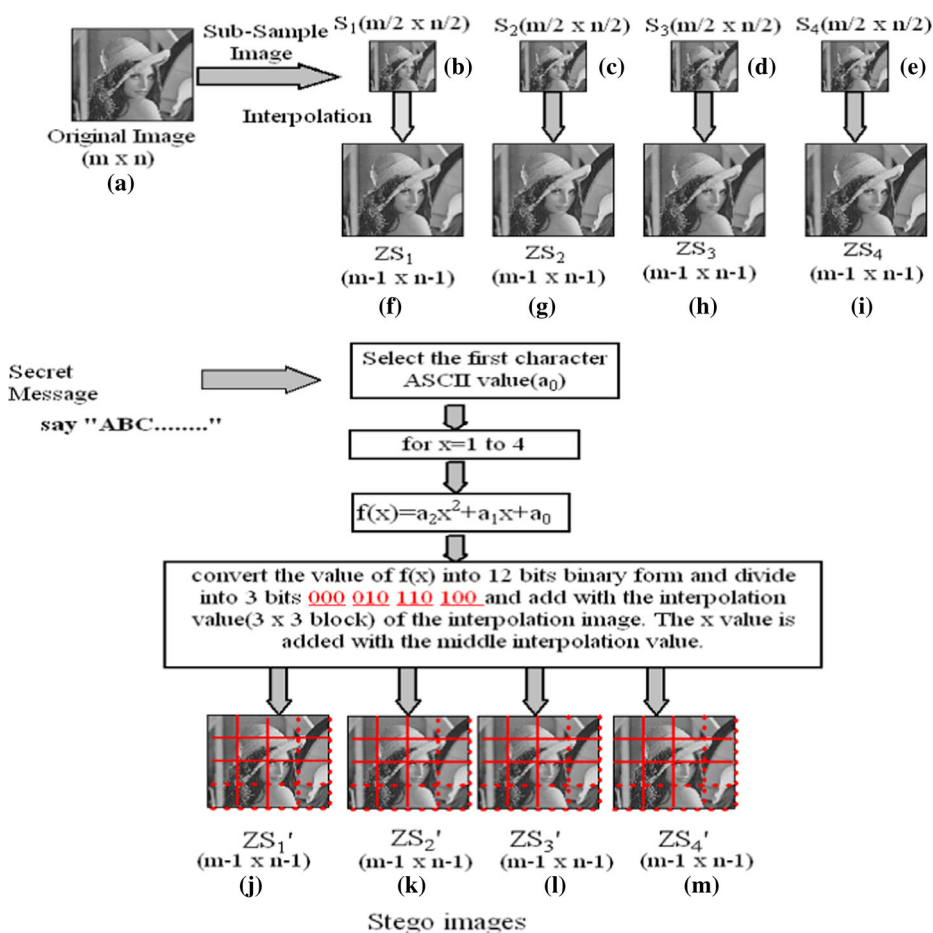 Sub-Sample Image
S₁(m/2 x n/2) S₂(m/2 x n/2) S₃(m/2 x n/2) S₄(m/2 x n/2)
(b) (c) (d) (e)
Interpolation
Original Image
(m x n)
(a)
ZS₁ ZS₂ ZS₃ ZS₄
(m-1 x n-1) (m-1 x n-1) (m-1 x n-1) (m-1 x n-1)
(f) (g) (h) (i)
Secret
Message
say "ABC........"
Select the first character
ASCII value(a₀)
for x=1 to 4
f(x)=a₂x²+a₁x+a₀
convert the value of f(x) into 12 bits binary form and divide
into 3 bits 000 010 110 100 and add with the interpolation
value(3 x 3 block) of the interpolation image. The x value is
added with the middle interpolation value.
ZS₁' ZS₂' ZS₃' ZS₄'
(m-1 x n-1) (m-1 x n-1) (m-1 x n-1) (m-1 x n-1)
(j) (k) (l) (m)
Stego images